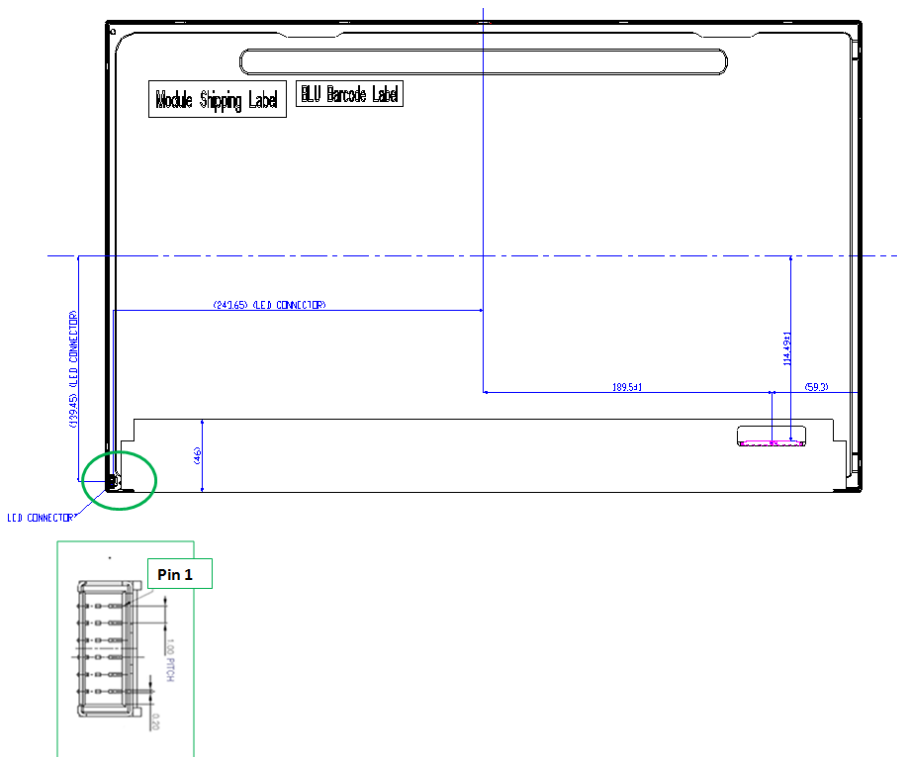 Module Shipping Label
BLU Barcode Label
(243.65) (LED CONNECTOR)
(139.45) (LED CONNECTOR)
114.49±1
189.5±1
(59.3)
(46)
LED CONNECTOR
Pin 1
1.00 PITCH
0.20